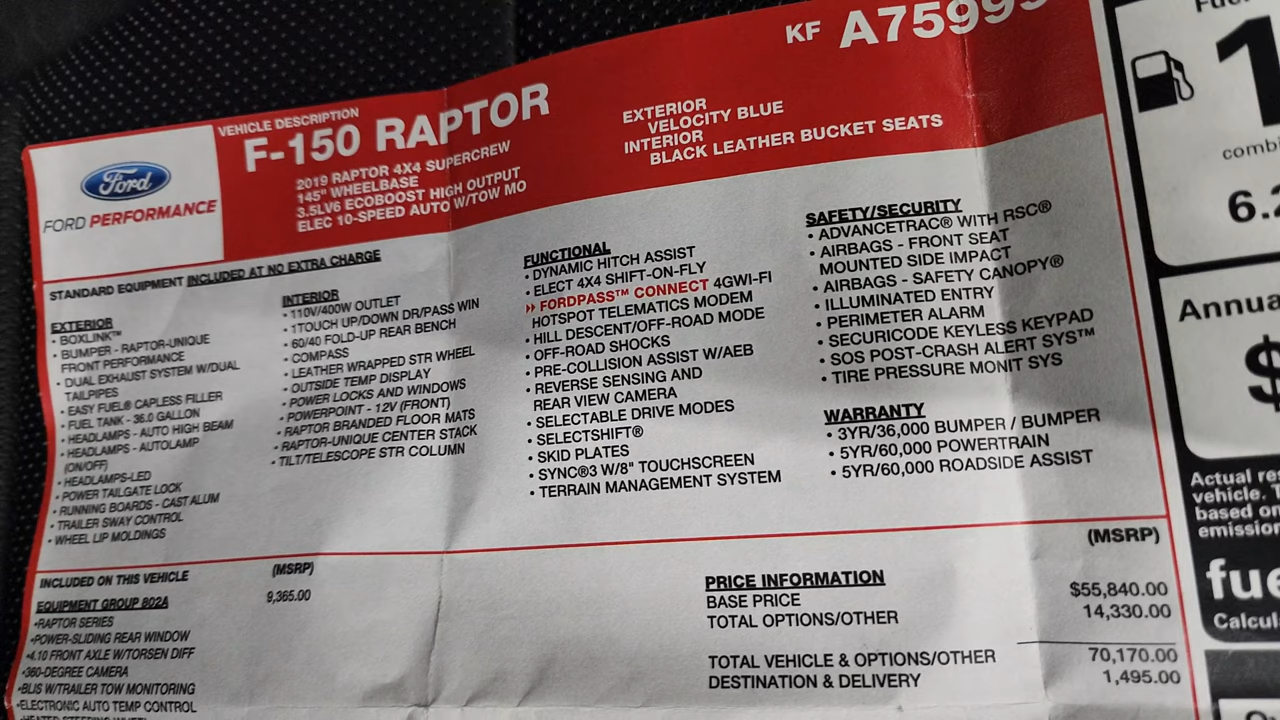 KF A75999
VEHICLE DESCRIPTION
F-150 RAPTOR
2019 RAPTOR 4X4 SUPERCREW
145" WHEELBASE
3.5LV6 ECOBOOST HIGH OUTPUT
ELEC 10-SPEED AUTO W/TOW MO
EXTERIOR
VELOCITY BLUE
INTERIOR
BLACK LEATHER BUCKET SEATS
Ford
FORD PERFORMANCE
STANDARD EQUIPMENT INCLUDED AT NO EXTRA CHARGE
EXTERIOR
• BOXLINK™
• BUMPER - RAPTOR-UNIQUE
FRONT PERFORMANCE
• DUAL EXHAUST SYSTEM W/DUAL
TAILPIPES
• EASY FUEL® CAPLESS FILLER
• FUEL TANK - 36.0 GALLON
• HEADLAMPS - AUTO HIGH BEAM
• HEADLAMPS - AUTOLAMP
(ON/OFF)
• HEADLAMPS-LED
• POWER TAILGATE LOCK
• RUNNING BOARDS - CAST ALUM
• TRAILER SWAY CONTROL
• WHEEL LIP MOLDINGS
INTERIOR
• 110V/400W OUTLET
• 1TOUCH UP/DOWN DR/PASS WIN
• 60/40 FOLD-UP REAR BENCH
• COMPASS
• LEATHER WRAPPED STR WHEEL
• OUTSIDE TEMP DISPLAY
• POWER LOCKS AND WINDOWS
• POWERPOINT - 12V (FRONT)
• RAPTOR BRANDED FLOOR MATS
• RAPTOR-UNIQUE CENTER STACK
• TILT/TELESCOPE STR COLUMN
FUNCTIONAL
• DYNAMIC HITCH ASSIST
• ELECT 4X4 SHIFT-ON-FLY
» FORDPASS™ CONNECT 4GWI-FI
HOTSPOT TELEMATICS MODEM
• HILL DESCENT/OFF-ROAD MODE
• OFF-ROAD SHOCKS
• PRE-COLLISION ASSIST W/AEB
• REVERSE SENSING AND
REAR VIEW CAMERA
• SELECTABLE DRIVE MODES
• SELECTSHIFT®
• SKID PLATES
• SYNC®3 W/8" TOUCHSCREEN
• TERRAIN MANAGEMENT SYSTEM
SAFETY/SECURITY
• ADVANCETRAC® WITH RSC®
• AIRBAGS - FRONT SEAT
MOUNTED SIDE IMPACT
• AIRBAGS - SAFETY CANOPY®
• ILLUMINATED ENTRY
• PERIMETER ALARM
• SECURICODE KEYLESS KEYPAD
• SOS POST-CRASH ALERT SYS™
• TIRE PRESSURE MONIT SYS
WARRANTY
• 3YR/36,000 BUMPER / BUMPER
• 5YR/60,000 POWERTRAIN
• 5YR/60,000 ROADSIDE ASSIST
INCLUDED ON THIS VEHICLE
(MSRP)
EQUIPMENT GROUP 802A
9,365.00
•RAPTOR SERIES
•POWER-SLIDING REAR WINDOW
•4.10 FRONT AXLE W/TORSEN DIFF
•360-DEGREE CAMERA
•BLIS W/TRAILER TOW MONITORING
•ELECTRONIC AUTO TEMP CONTROL
(MSRP)
PRICE INFORMATION
BASE PRICE $55,840.00
TOTAL OPTIONS/OTHER 14,330.00
TOTAL VEHICLE & OPTIONS/OTHER 70,170.00
DESTINATION & DELIVERY 1,495.00
1
combi
6.2
Annua
$
Actual res
vehicle.
based on
emission
fue
Calcul